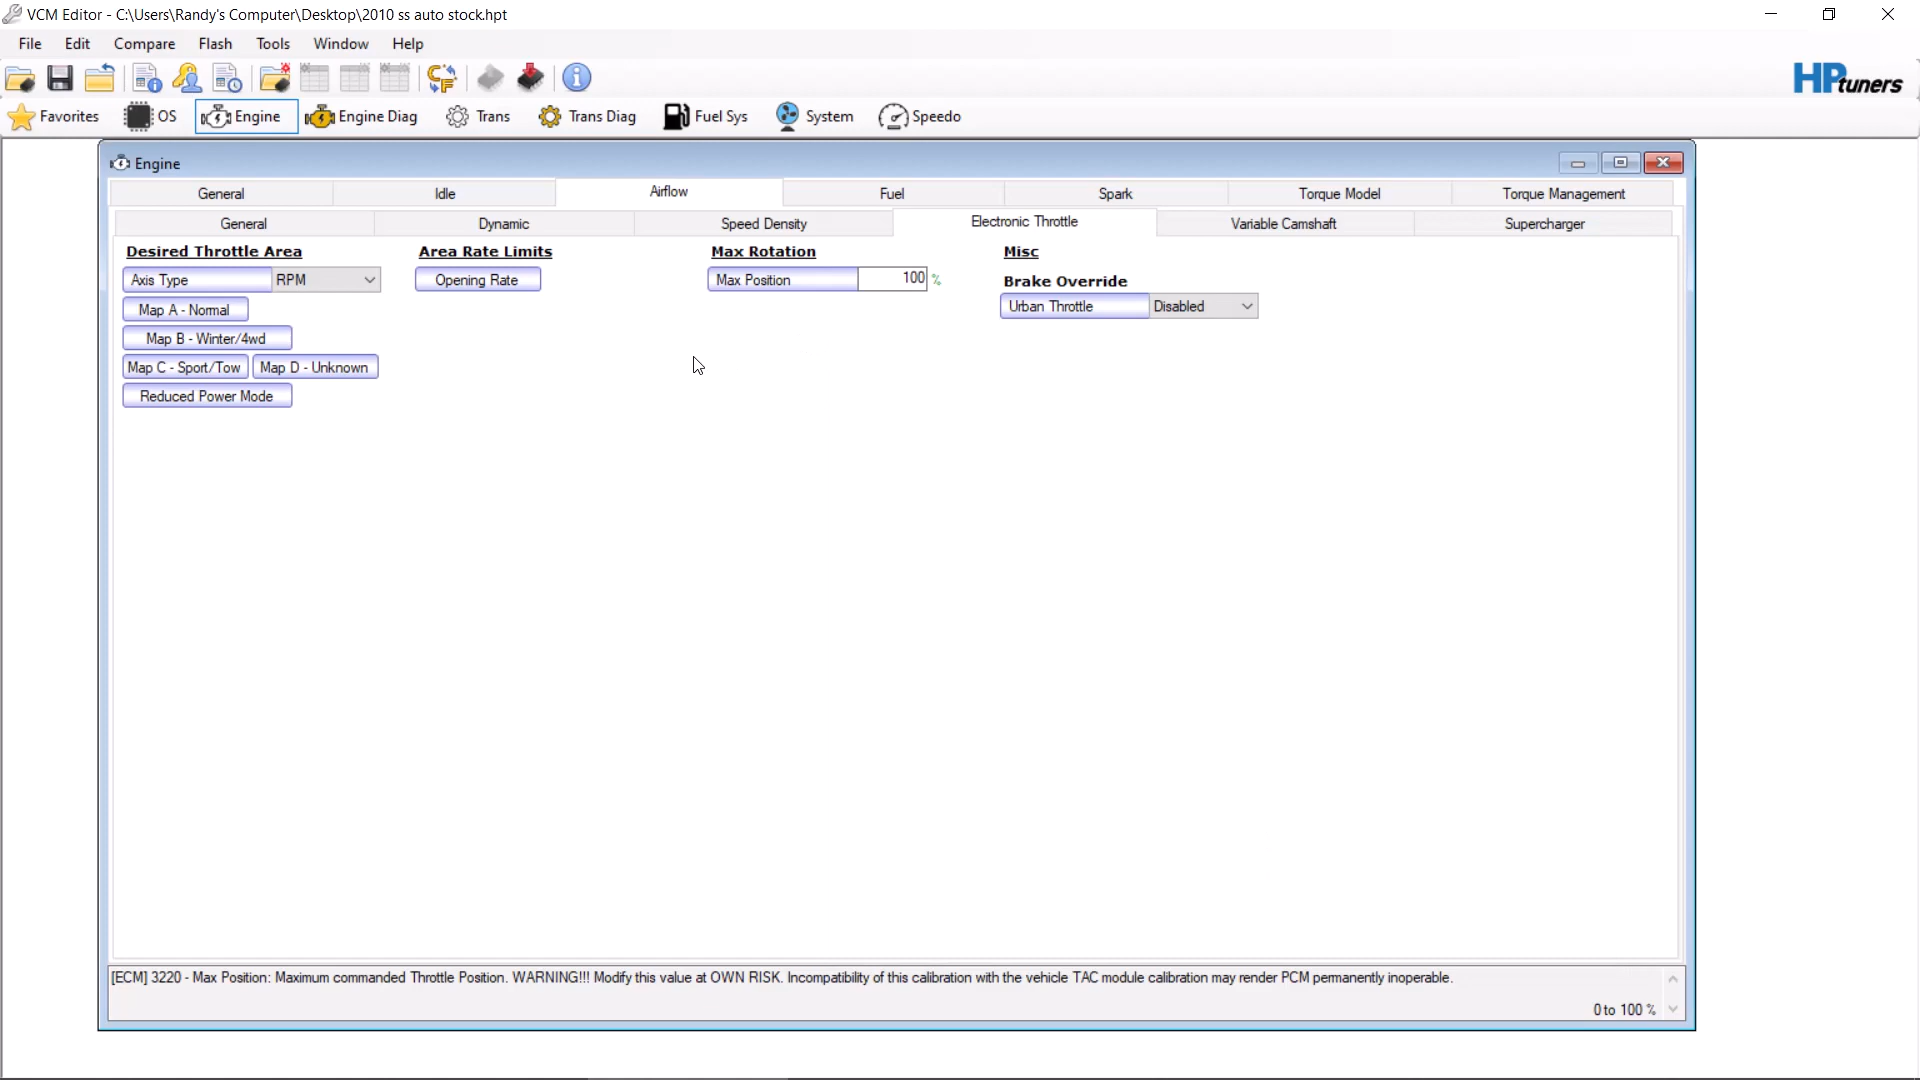 VCM Editor - C:\Users\Randy's Computer\Desktop\2010 ss auto stock.hpt
File Edit Compare Flash Tools Window Help
HPtuners
Favorites OS Engine Engine Diag Trans Trans Diag Fuel Sys System Speedo
Engine
General Idle Airflow Fuel Spark Torque Model Torque Management
General Dynamic Speed Density Electronic Throttle Variable Camshaft Supercharger
Desired Throttle Area
Axis Type RPM
Map A - Normal
Map B - Winter/4wd
Map C - Sport/Tow Map D - Unknown
Reduced Power Mode
Area Rate Limits
Opening Rate
Max Rotation
Max Position 100 %
Misc
Brake Override
Urban Throttle Disabled
[ECM] 3220 - Max Position: Maximum commanded Throttle Position. WARNING!!! Modify this value at OWN RISK. Incompatibility of this calibration with the vehicle TAC module calibration may render PCM permanently inoperable.
0 to 100 %